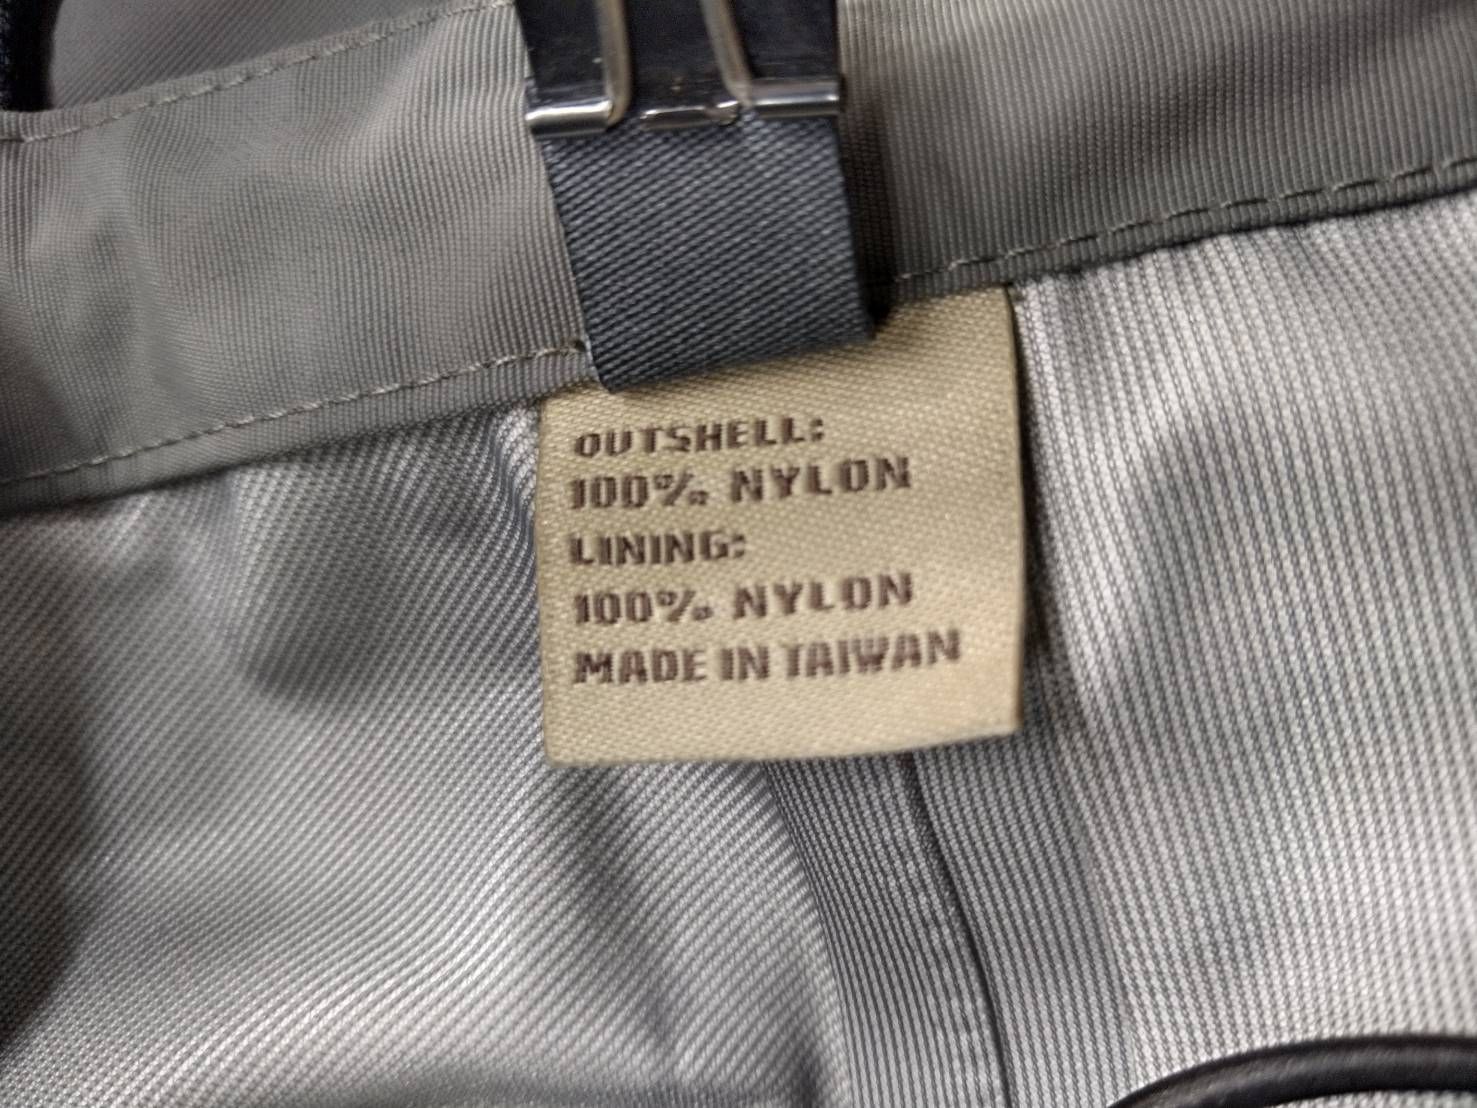 OUTSHELL:
100% NYLON
LINING:
100% NYLON
MADE IN TAIWAN